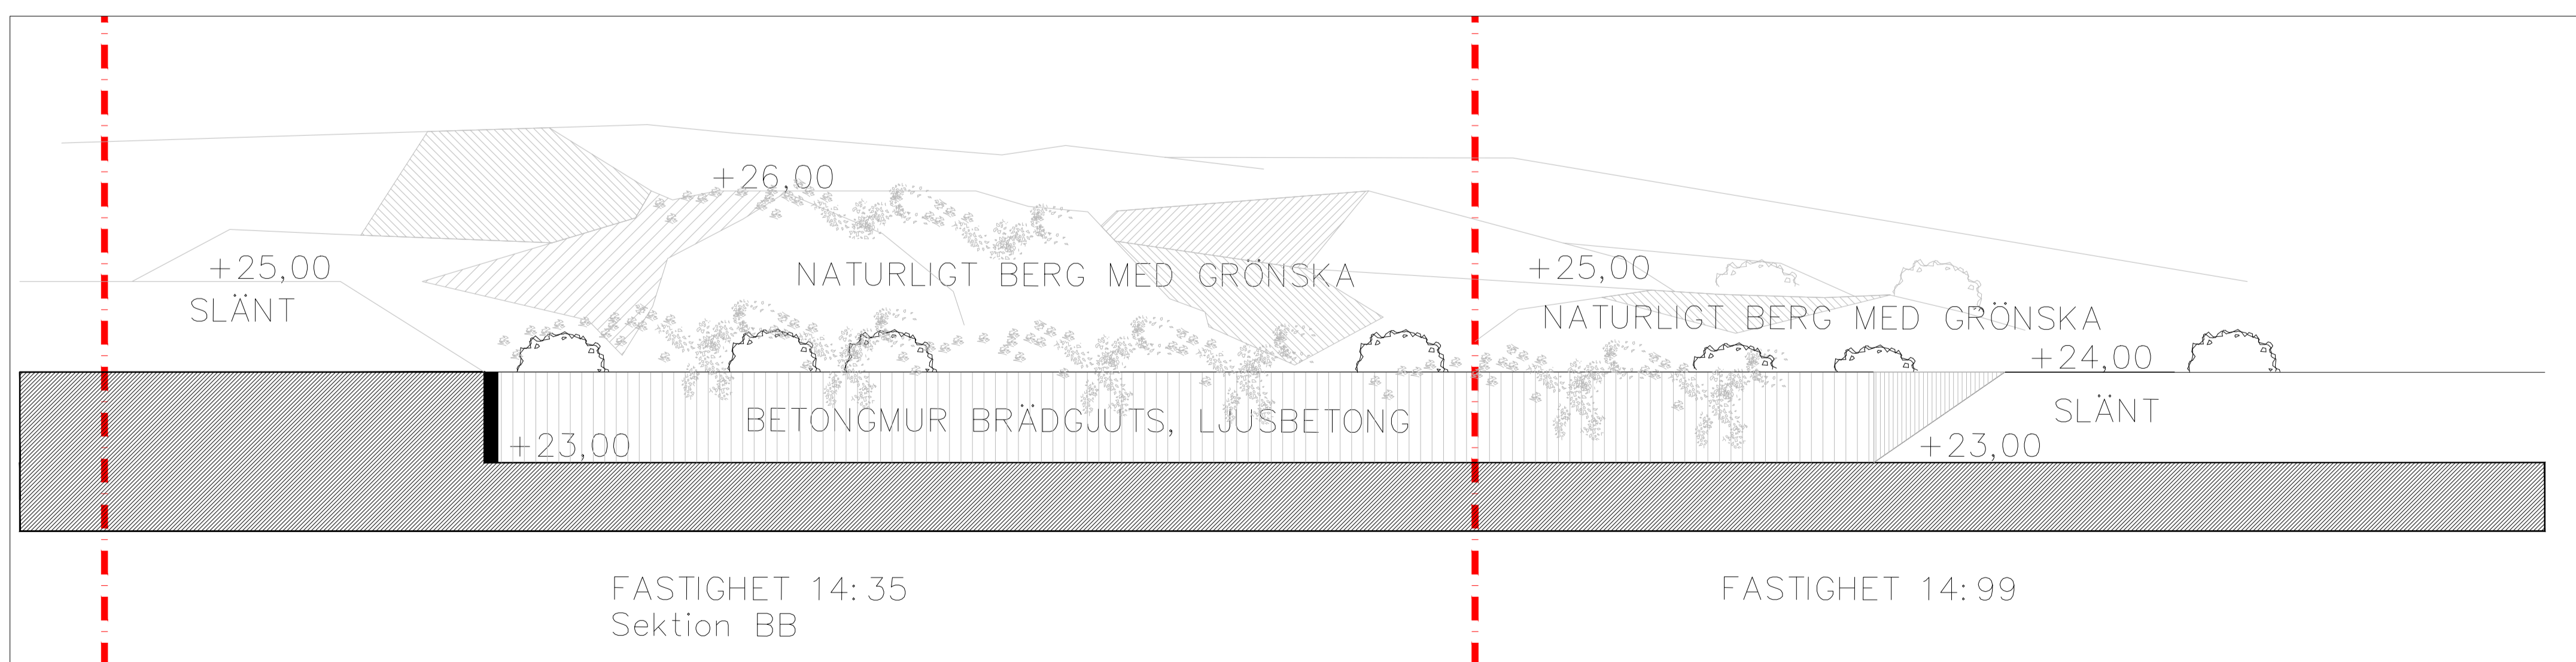 +26,00
+25,00
SLÄNT
NATURLIGT BERG MED GRÖNSKA
+25,00
NATURLIGT BERG MED GRÖNSKA
+24,00
SLÄNT
BETONGMUR BRÄDGJUTS, LJUSBETONG
+23,00
+23,00
FASTIGHET 14:35
Sektion BB
FASTIGHET 14:99